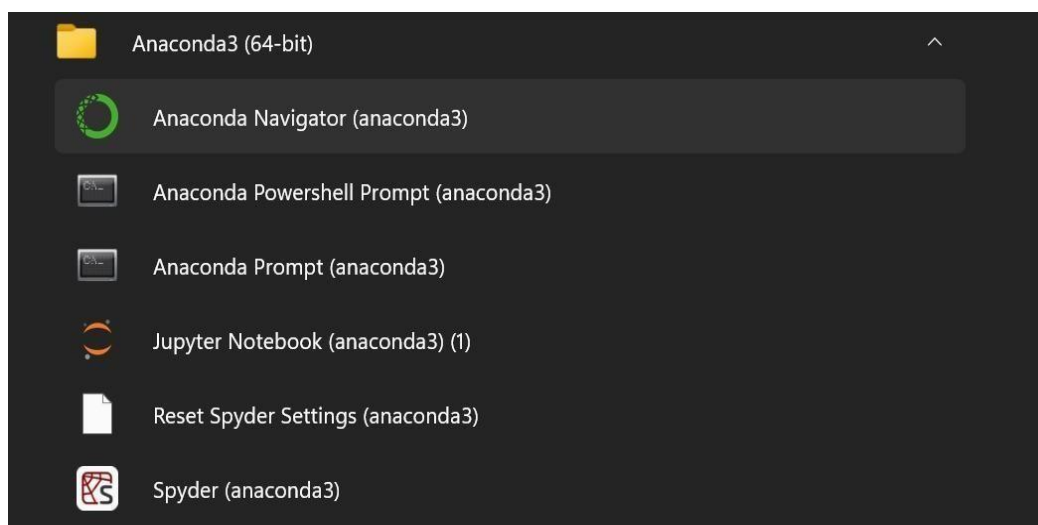 Anaconda3 (64-bit)
Anaconda Navigator (anaconda3)
Anaconda Powershell Prompt (anaconda3)
Anaconda Prompt (anaconda3)
Jupyter Notebook (anaconda3) (1)
Reset Spyder Settings (anaconda3)
Spyder (anaconda3)